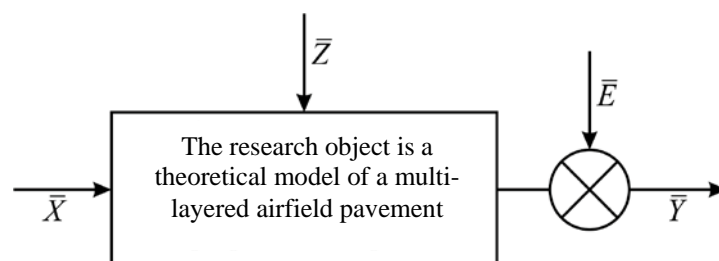 Z̅
E̅
The research object is a
theoretical model of a multi-
layered airfield pavement
X̅
Y̅